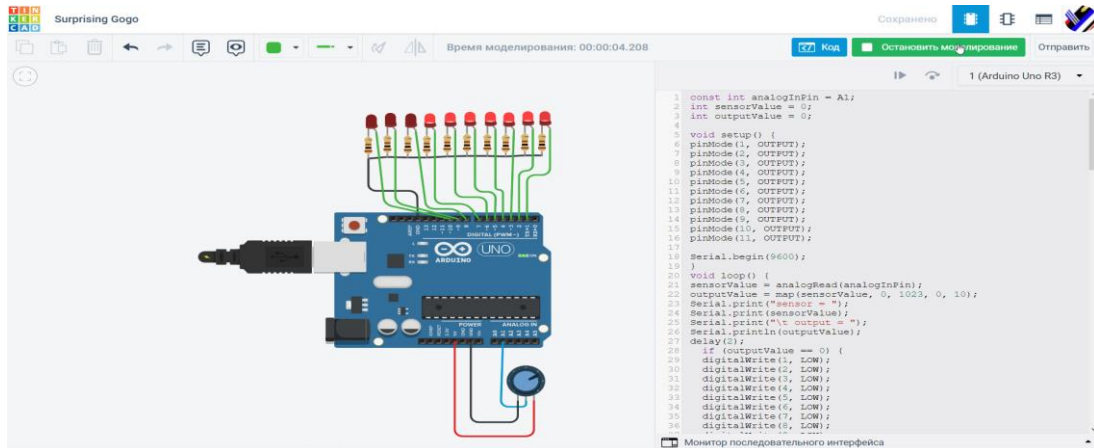 TIN
KER
CAD
Surprising Gogo
Сохранено
Время моделирования: 00:00:04.208
Код
Остановить моделирование
Отправить
1 (Arduino Uno R3)
1 const int analogInPin = A1;
2 int sensorValue = 0;
3 int outputValue = 0;
4
5 void setup() {
6 pinMode(1, OUTPUT);
7 pinMode(2, OUTPUT);
8 pinMode(3, OUTPUT);
9 pinMode(4, OUTPUT);
10 pinMode(5, OUTPUT);
11 pinMode(6, OUTPUT);
12 pinMode(7, OUTPUT);
13 pinMode(8, OUTPUT);
14 pinMode(9, OUTPUT);
15 pinMode(10, OUTPUT);
16 pinMode(11, OUTPUT);
17
18 Serial.begin(9600);
19 }
20 void loop() {
21 sensorValue = analogRead(analogInPin);
22 outputValue = map(sensorValue, 0, 1023, 0, 10);
23 Serial.print("sensor = ");
24 Serial.print(sensorValue);
25 Serial.print("\t output = ");
26 Serial.println(outputValue);
27 delay(2);
28 if (outputValue == 0) {
29 digitalWrite(1, LOW);
30 digitalWrite(2, LOW);
31 digitalWrite(3, LOW);
32 digitalWrite(4, LOW);
33 digitalWrite(5, LOW);
34 digitalWrite(6, LOW);
35 digitalWrite(7, LOW);
36 digitalWrite(8, LOW);
DIGITAL (PWM~)
UNO
ARDUINO
POWER
ANALOG IN
Монитор последовательного интерфейса